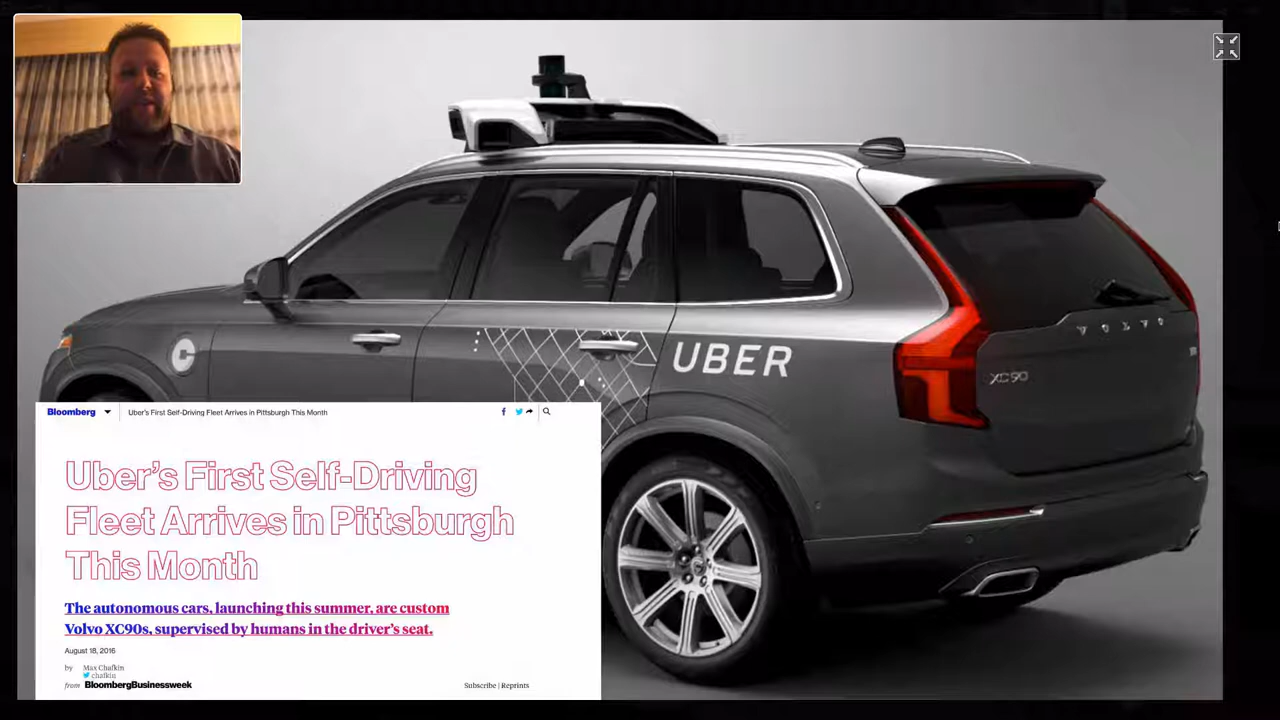 UBER
VOLVO
XC90
Bloomberg
Uber's First Self-Driving Fleet Arrives in Pittsburgh This Month
Uber's First Self-Driving
Fleet Arrives in Pittsburgh
This Month
The autonomous cars, launching this summer, are custom
Volvo XC90s, supervised by humans in the driver's seat.
August 18, 2016
by Max Chafkin
chafkin
from BloombergBusinessweek
Subscribe | Reprints